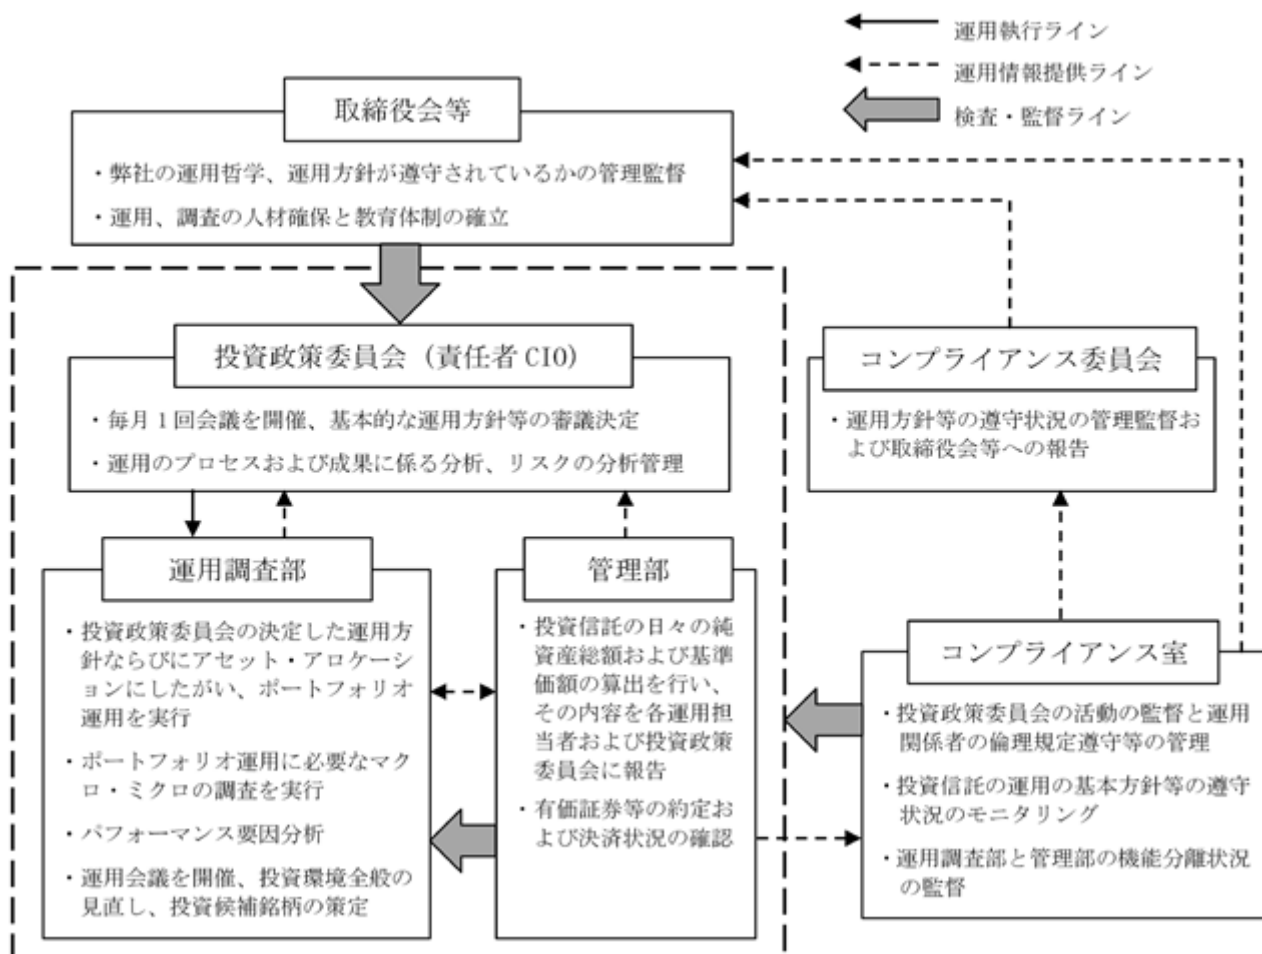 運用執行ライン
運用情報提供ライン
検査・監督ライン
取締役会等
・弊社の運用哲学、運用方針が遵守されているかの管理監督
・運用、調査の人材確保と教育体制の確立
投資政策委員会（責任者 CIO）
・毎月１回会議を開催、基本的な運用方針等の審議決定
・運用のプロセスおよび成果に係る分析、リスクの分析管理
コンプライアンス委員会
・運用方針等の遵守状況の管理監督お
よび取締役会等への報告
運用調査部
・投資政策委員会の決定した運用方
針ならびにアセット・アロケーシ
ョンにしたがい、ポートフォリオ
運用を実行
・ポートフォリオ運用に必要なマク
ロ・ミクロの調査を実行
・パフォーマンス要因分析
・運用会議を開催、投資環境全般の
見直し、投資候補銘柄の策定
管理部
・投資信託の日々の純
資産総額および基準
価額の算出を行い、
その内容を各運用担
当者および投資政策
委員会に報告
・有価証券等の約定お
よび決済状況の確認
コンプライアンス室
・投資政策委員会の活動の監督と運用
関係者の倫理規定遵守等の管理
・投資信託の運用の基本方針等の遵守
状況のモニタリング
・運用調査部と管理部の機能分離状況
の監督